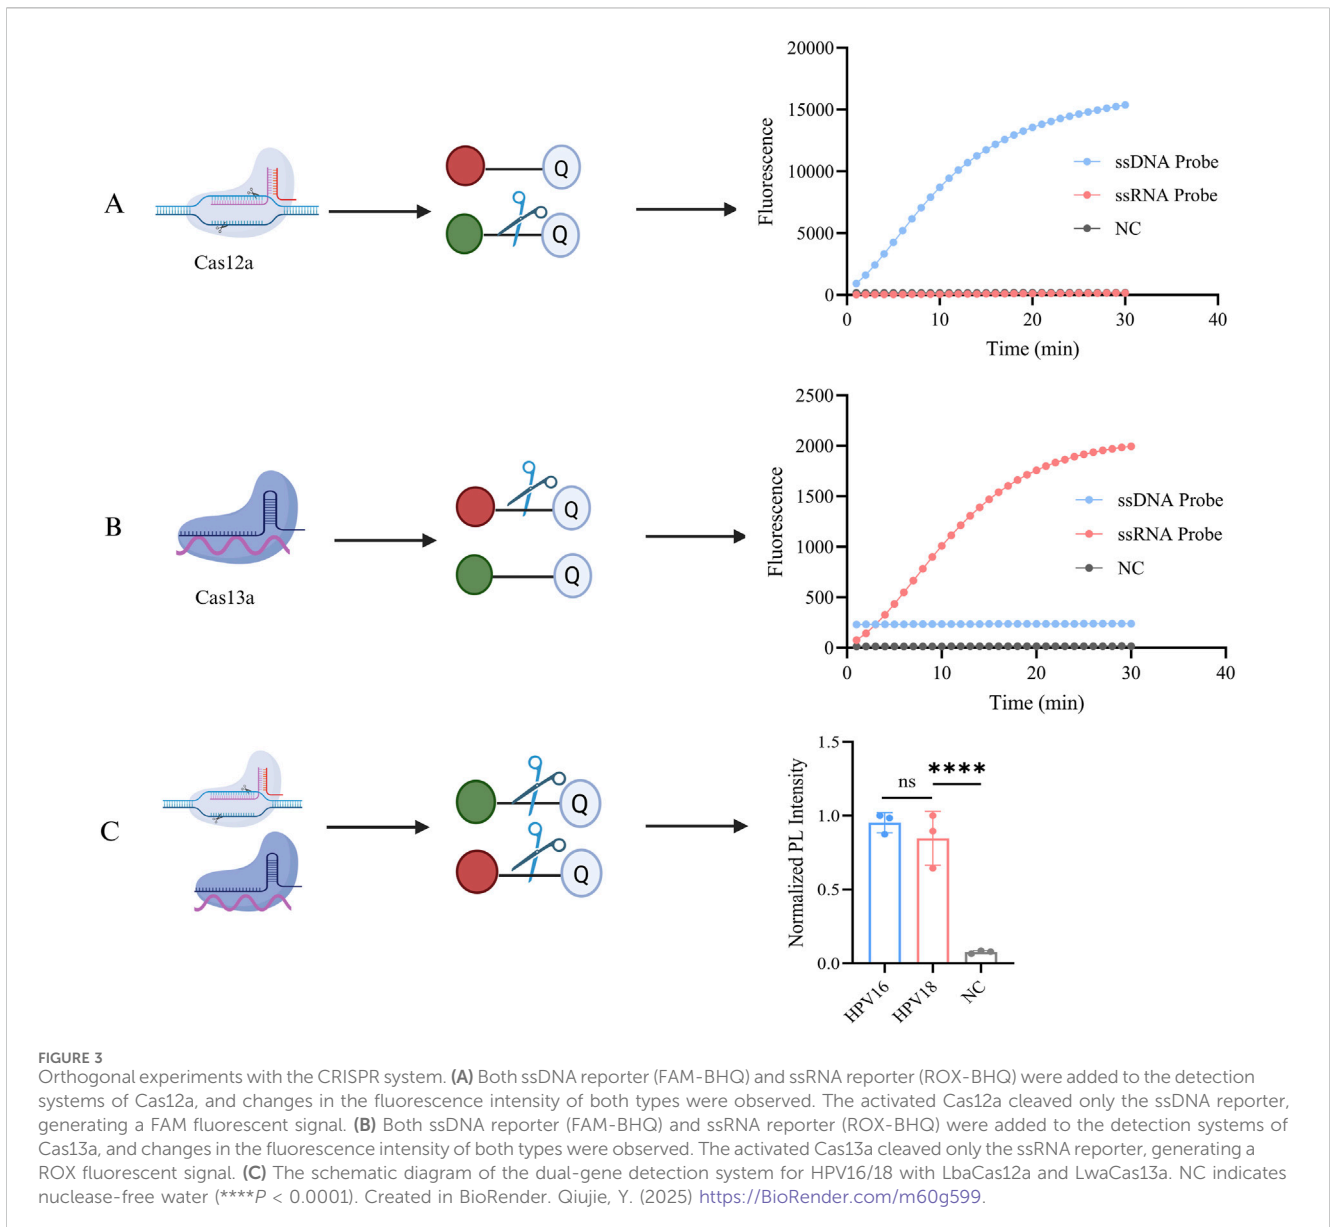 A
Cas12a
Q
Q
Fluorescence
20000
15000
10000
5000
0
0
10
20
30
40
Time (min)
ssDNA Probe
ssRNA Probe
NC
B
Cas13a
Q
Q
Fluorescence
2500
2000
1500
1000
500
0
0
10
20
30
40
Time (min)
ssDNA Probe
ssRNA Probe
NC
C
Q
Q
Normalized PL Intensity
1.5
1.0
0.5
0.0
ns
****
HPV16
HPV18
NC
FIGURE 3
Orthogonal experiments with the CRISPR system. (A) Both ssDNA reporter (FAM-BHQ) and ssRNA reporter (ROX-BHQ) were added to the detection
systems of Cas12a, and changes in the fluorescence intensity of both types were observed. The activated Cas12a cleaved only the ssDNA reporter,
generating a FAM fluorescent signal. (B) Both ssDNA reporter (FAM-BHQ) and ssRNA reporter (ROX-BHQ) were added to the detection systems of
Cas13a, and changes in the fluorescence intensity of both types were observed. The activated Cas13a cleaved only the ssRNA reporter, generating a
ROX fluorescent signal. (C) The schematic diagram of the dual-gene detection system for HPV16/18 with LbaCas12a and LwaCas13a. NC indicates
nuclease-free water (****P < 0.0001). Created in BioRender. Qiujie, Y. (2025) https://BioRender.com/m60g599.